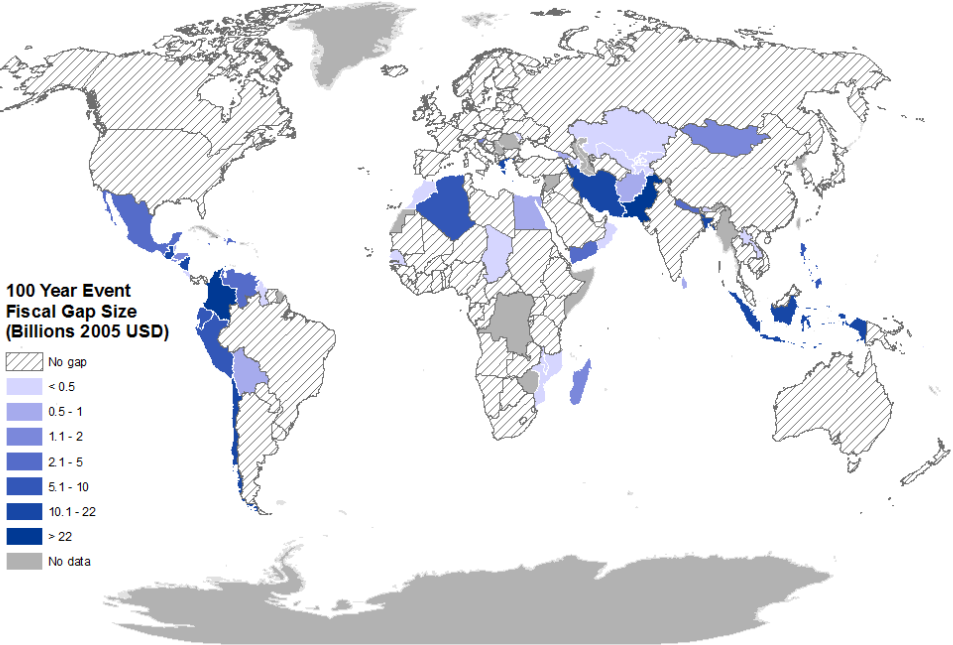 100 Year Event
Fiscal Gap Size
(Billions 2005 USD)
No gap
< 0.5
0.5 - 1
1.1 - 2
2.1 - 5
5.1 - 10
10.1 - 22
> 22
No data